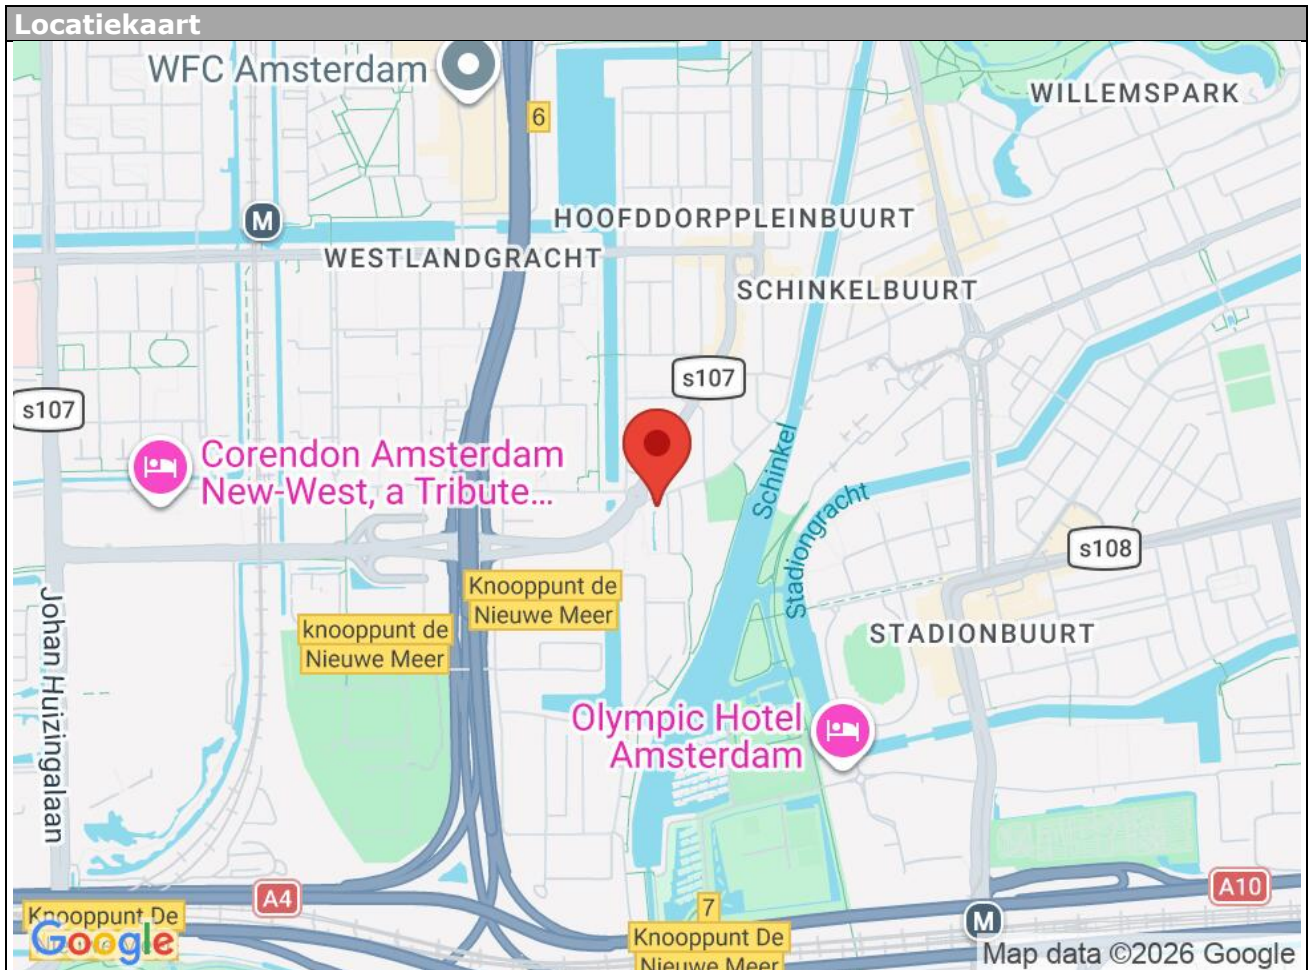 Locatiekaart
WFC Amsterdam
6
WILLEMSPARK
M
HOOFDDORPPLEINBUURT
WESTLANDGRACHT
SCHINKELBUURT
s107
s107
Corendon Amsterdam
New-West, a Tribute...
Schinkel
Stadiongracht
s108
Knooppunt de
Nieuwe Meer
knooppunt de
Nieuwe Meer
STADIONBUURT
Johan Huizingalaan
Olympic Hotel
Amsterdam
A4
A10
Knooppunt De
7
M
Knooppunt De
Nieuwe Meer
Google
Map data ©2026 Google